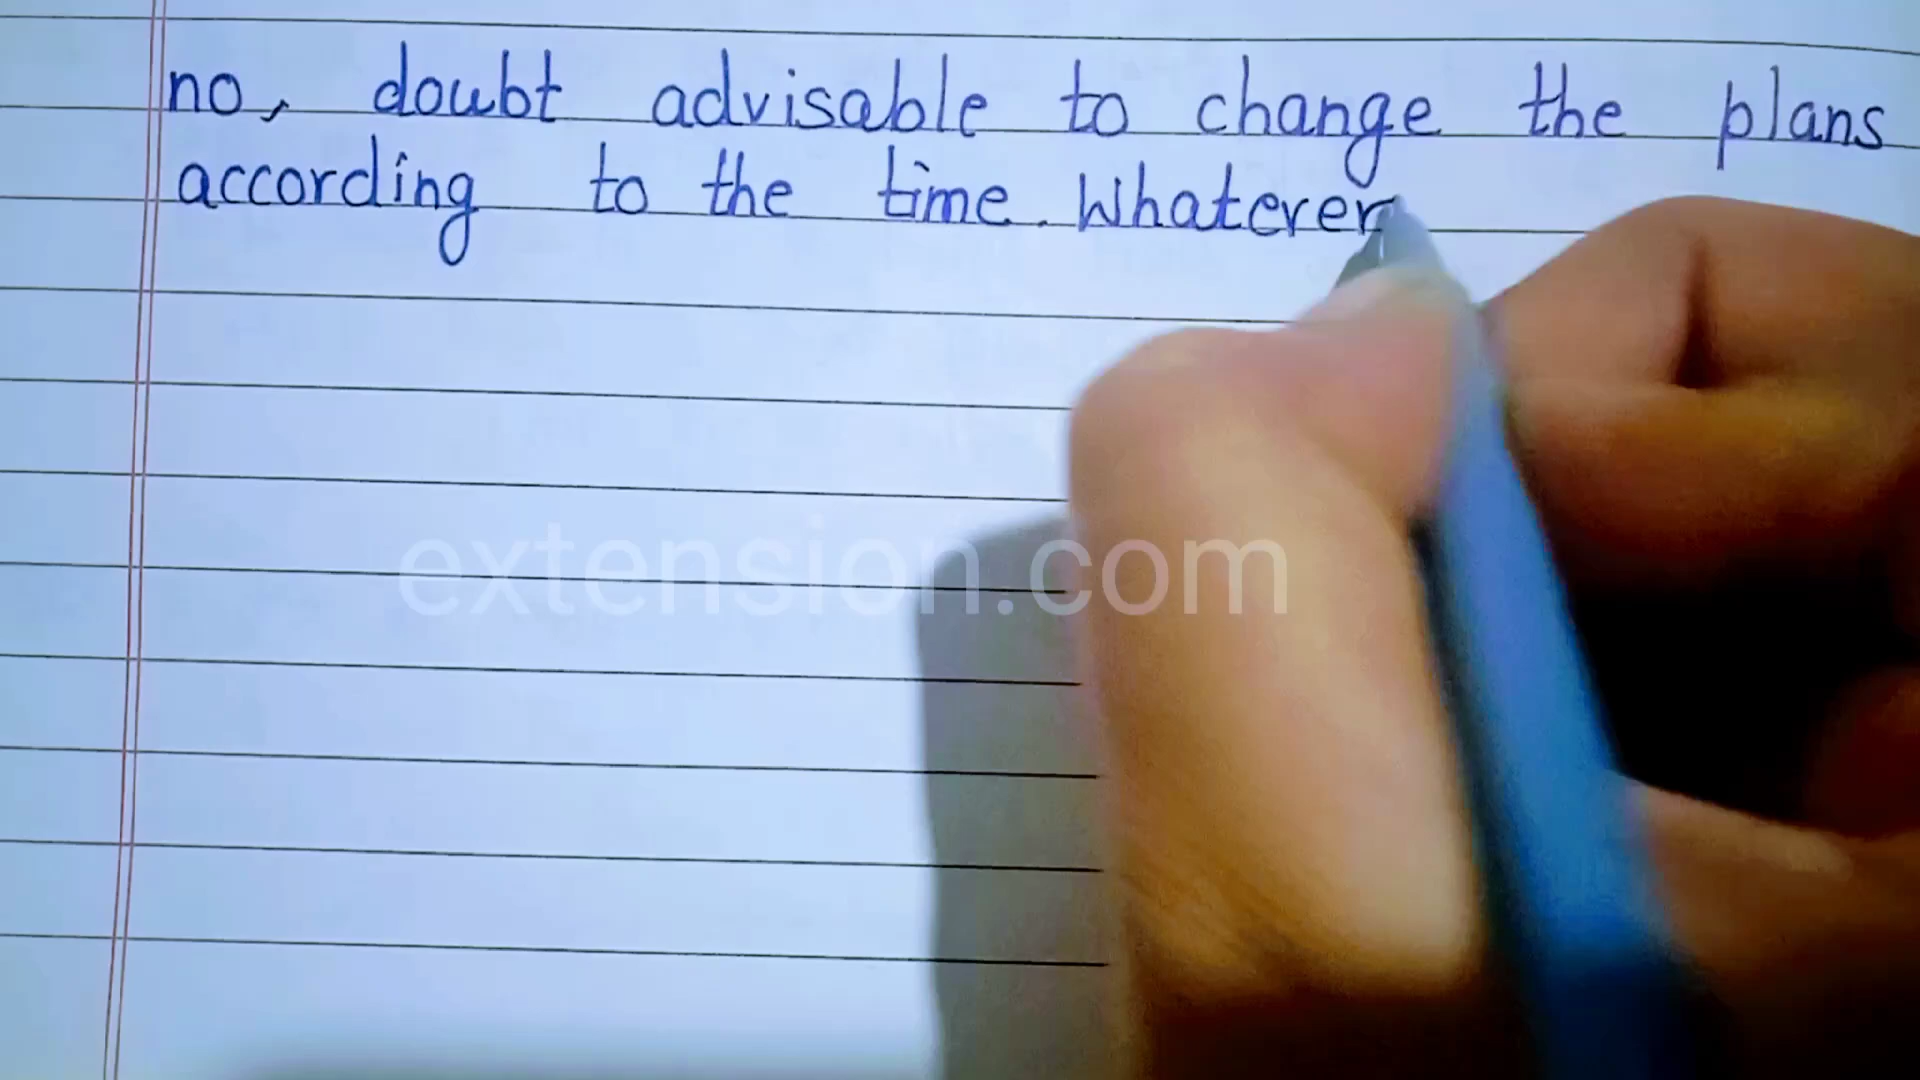 no, doubt advisable to change the plans
according to the time. Whatever
extension.com